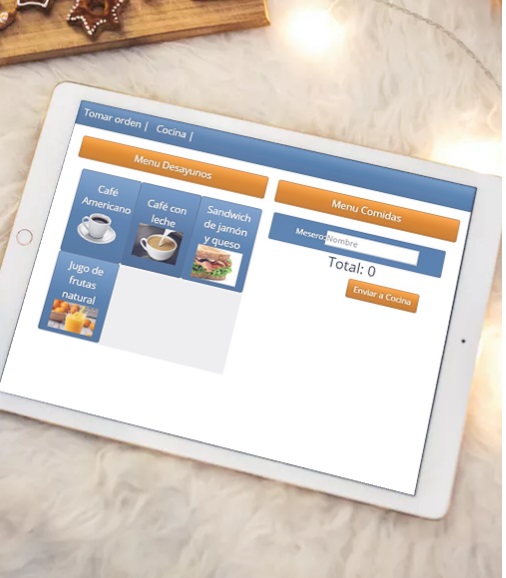 Tomar orden | Cocina |
Menu Desayunos
Menu Comidas
Café
Americano
Café con
leche
Sandwich
de jamón
y queso
Jugo de
frutas
natural
Mesero: Nombre
Total: 0
Enviar a Cocina